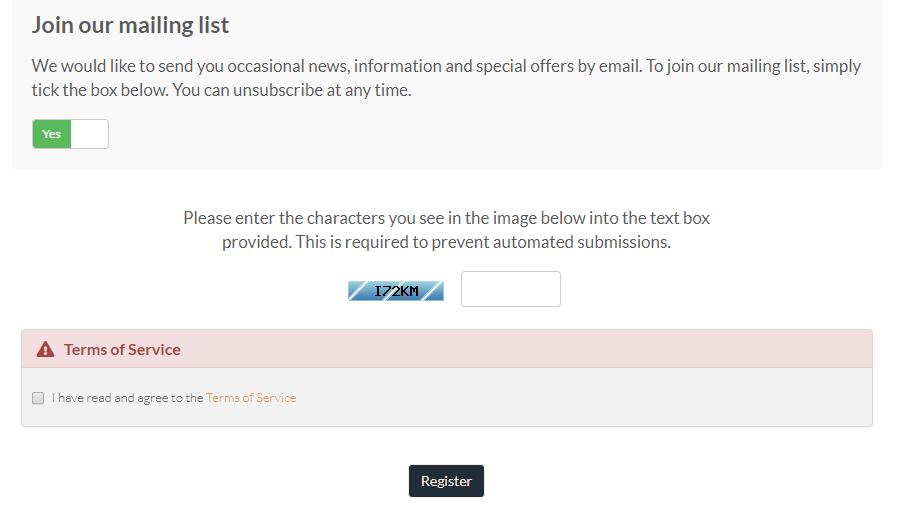 Join our mailing list
We would like to send you occasional news, information and special offers by email. To join our mailing list, simply
tick the box below. You can unsubscribe at any time.
Yes
Please enter the characters you see in the image below into the text box
provided. This is required to prevent automated submissions.
Terms of Service
I have read and agree to the Terms of Service
Register